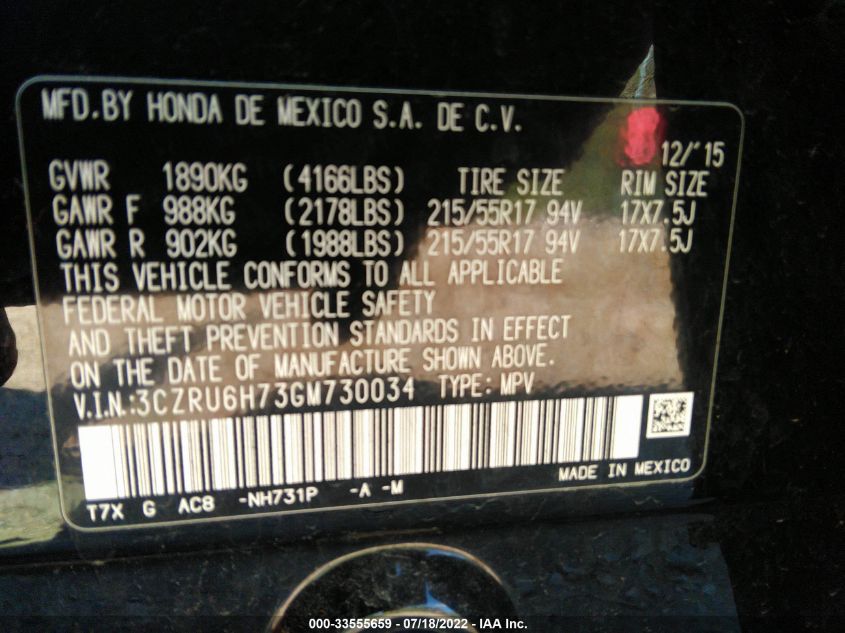 MFD.BY HONDA DE MEXICO S.A. DE C.V.
12/'15
GVWR 1890KG (4166LBS) TIRE SIZE RIM SIZE
GAWR F 988KG (2178LBS) 215/55R17 94V 17X7.5J
GAWR R 902KG (1988LBS) 215/55R17 94V 17X7.5J
THIS VEHICLE CONFORMS TO ALL APPLICABLE
FEDERAL MOTOR VEHICLE SAFETY
AND THEFT PREVENTION STANDARDS IN EFFECT
ON THE DATE OF MANUFACTURE SHOWN ABOVE.
V.I.N.:3CZRU6H73GM730034 TYPE: MPV
MADE IN MEXICO
T7X G AC8 -NH731P -A -M
000-33555659 - 07/18/2022 - IAA Inc.